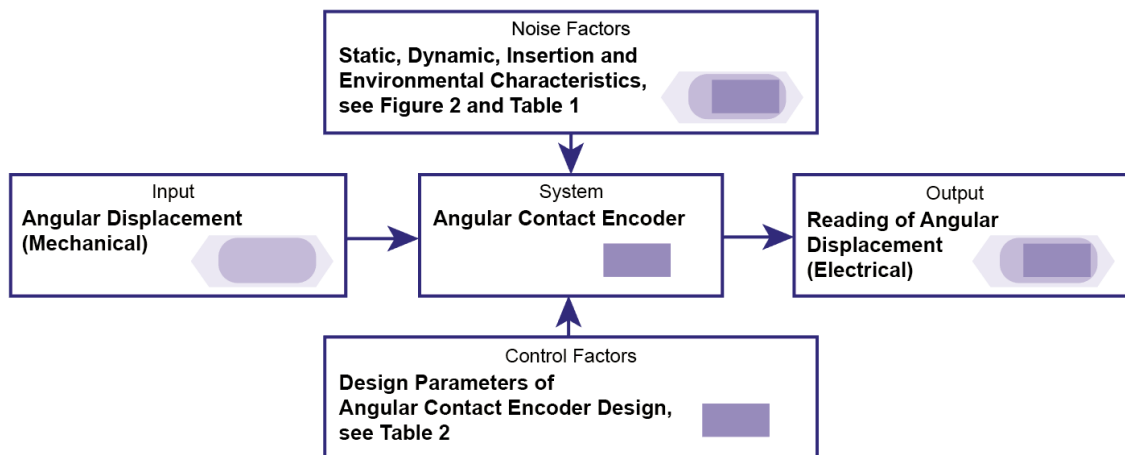 Noise Factors
Static, Dynamic, Insertion and
Environmental Characteristics,
see Figure 2 and Table 1
Input
Angular Displacement
(Mechanical)
System
Angular Contact Encoder
Output
Reading of Angular
Displacement
(Electrical)
Control Factors
Design Parameters of
Angular Contact Encoder Design,
see Table 2